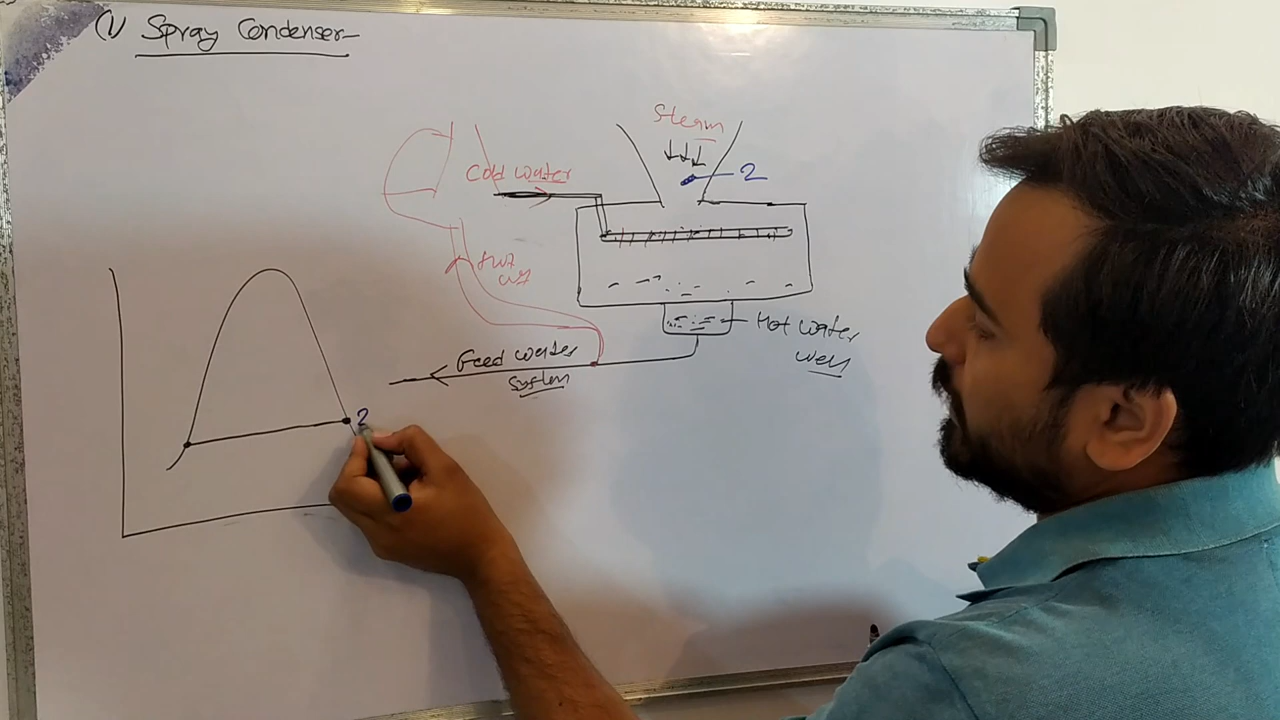 (1) Spray Condenser
Steam
Cold water
2
Hot water
well
Feed water
system
2